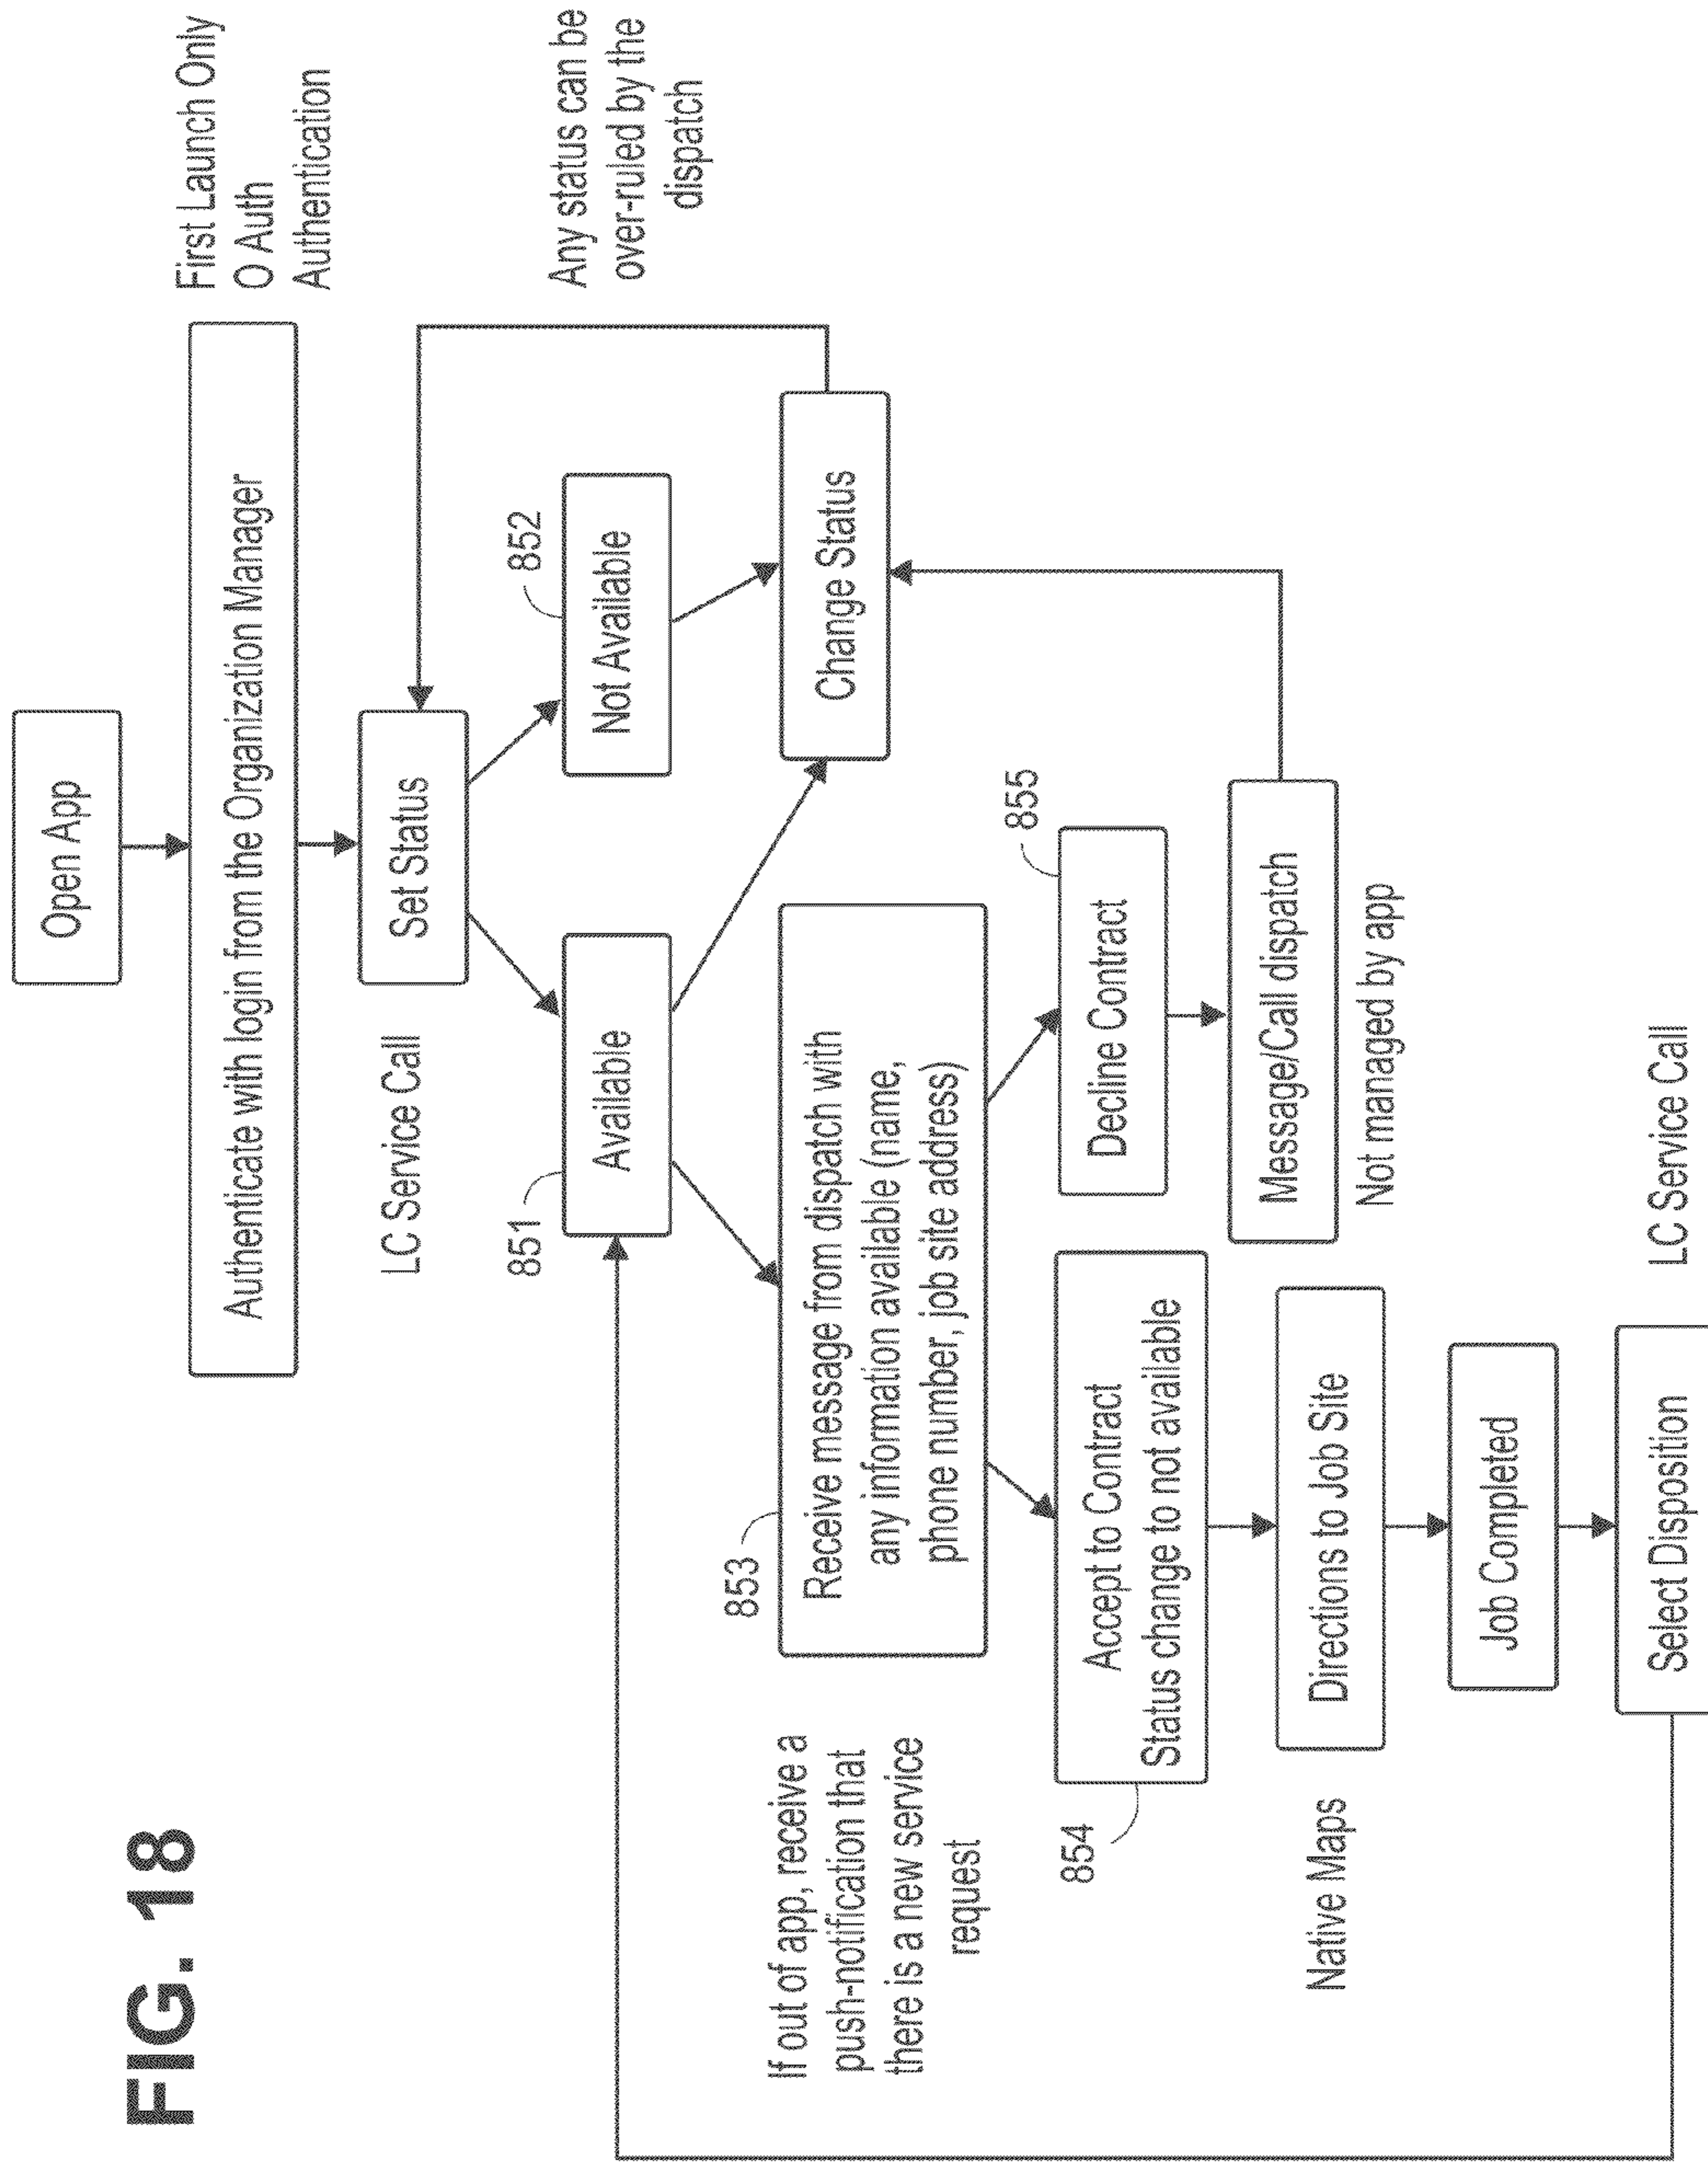 FIG. 18
Open App
Authenticate with login from the Organization Manager
First Launch Only
O Auth
Authentication
LC Service Call
Set Status
851
Available
852
Not Available
Any status can be
over-ruled by the
dispatch
If out of app, receive a
push-notification that
there is a new service
request
853
Receive message from dispatch with
any information available (name,
phone number, job site address)
Change Status
854
Accept to Contract
Status change to not available
855
Decline Contract
Native Maps
Directions to Job Site
Message/Call dispatch
Not managed by app
Job Completed
Select Disposition
LC Service Call